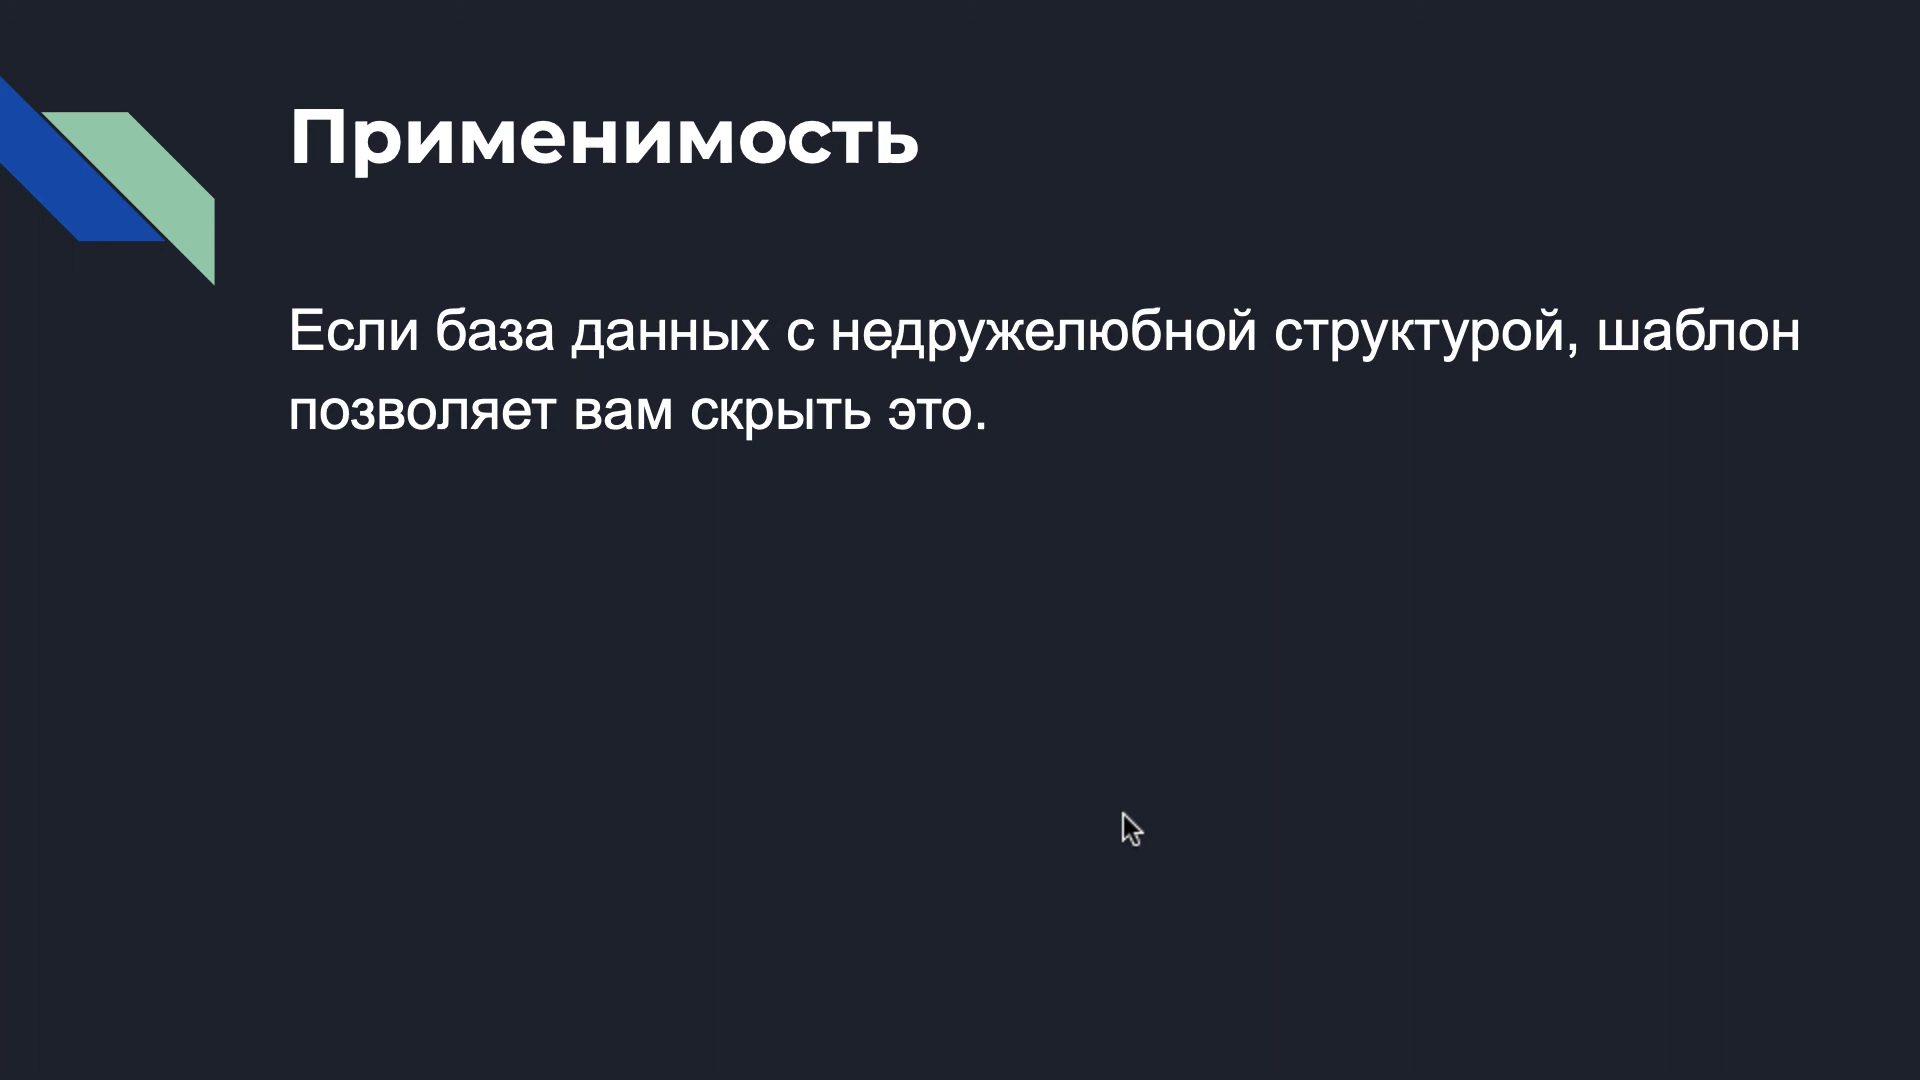 Применимость
Если база данных с недружелюбной структурой, шаблон
позволяет вам скрыть это.